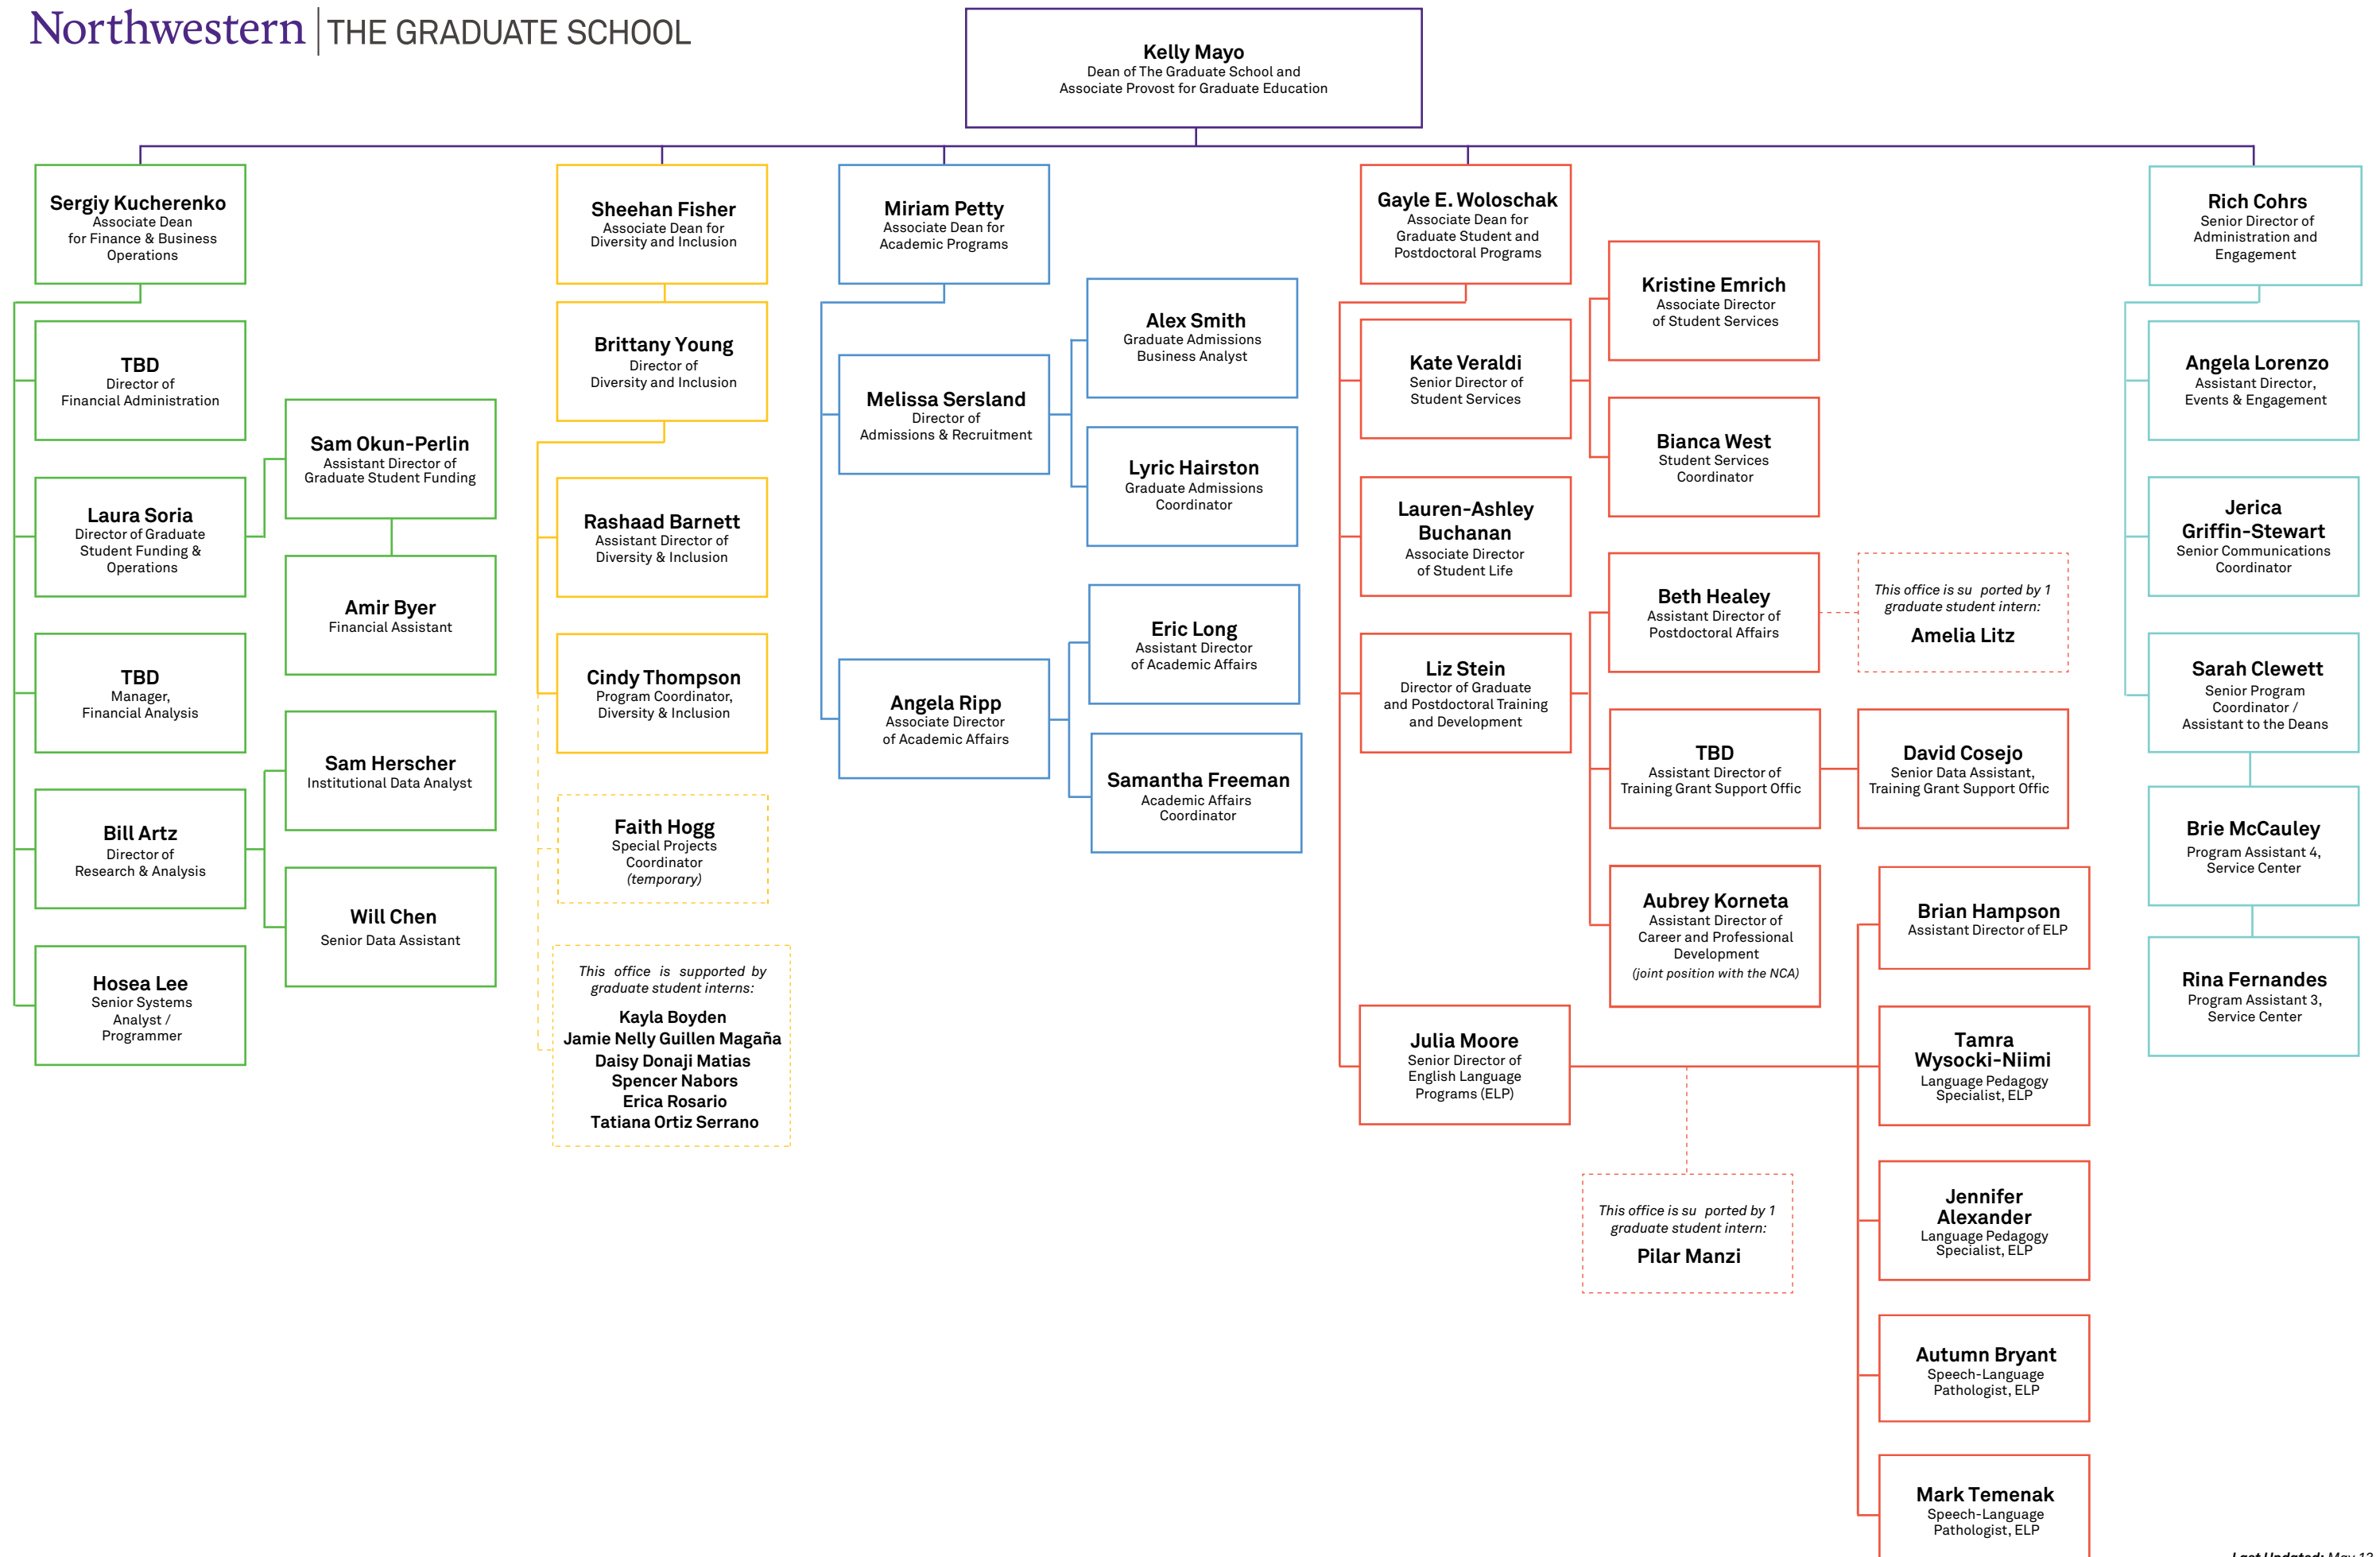 Northwestern | THE GRADUATE SCHOOL
Kelly Mayo
Dean of The Graduate School and
Associate Provost for Graduate Education
Sergiy Kucherenko
Associate Dean
for Finance & Business
Operations
TBD
Director of
Financial Administration
Laura Soria
Director of Graduate
Student Funding &
Operations
Sam Okun-Perlin
Assistant Director of
Graduate Student Funding
Amir Byer
Financial Assistant
TBD
Manager,
Financial Analysis
Bill Artz
Director of
Research & Analysis
Sam Herscher
Institutional Data Analyst
Will Chen
Senior Data Assistant
Hosea Lee
Senior Systems
Analyst /
Programmer
Sheehan Fisher
Associate Dean for
Diversity and Inclusion
Brittany Young
Director of
Diversity and Inclusion
Rashaad Barnett
Assistant Director of
Diversity & Inclusion
Cindy Thompson
Program Coordinator,
Diversity & Inclusion
Faith Hogg
Special Projects
Coordinator
(temporary)
This office is supported by
graduate student interns:
Kayla Boyden
Jamie Nelly Guillen Magaña
Daisy Donaji Matias
Spencer Nabors
Erica Rosario
Tatiana Ortiz Serrano
Miriam Petty
Associate Dean for
Academic Programs
Melissa Sersland
Director of
Admissions & Recruitment
Alex Smith
Graduate Admissions
Business Analyst
Lyric Hairston
Graduate Admissions
Coordinator
Angela Ripp
Associate Director
of Academic Affairs
Eric Long
Assistant Director
of Academic Affairs
Samantha Freeman
Academic Affairs
Coordinator
Gayle E. Woloschak
Associate Dean for
Graduate Student and
Postdoctoral Programs
Kate Veraldi
Senior Director of
Student Services
Kristine Emrich
Associate Director
of Student Services
Bianca West
Student Services
Coordinator
Lauren-Ashley
Buchanan
Associate Director
of Student Life
Liz Stein
Director of Graduate
and Postdoctoral Training
and Development
Beth Healey
Assistant Director of
Postdoctoral Affairs
This office is su ported by 1
graduate student intern:
Amelia Litz
TBD
Assistant Director of
Training Grant Support Offic
David Cosejo
Senior Data Assistant,
Training Grant Support Offic
Aubrey Korneta
Assistant Director of
Career and Professional
Development
(joint position with the NCA)
Julia Moore
Senior Director of
English Language
Programs (ELP)
This office is su ported by 1
graduate student intern:
Pilar Manzi
Brian Hampson
Assistant Director of ELP
Tamra
Wysocki-Niimi
Language Pedagogy
Specialist, ELP
Jennifer
Alexander
Language Pedagogy
Specialist, ELP
Autumn Bryant
Speech-Language
Pathologist, ELP
Mark Temenak
Speech-Language
Pathologist, ELP
Rich Cohrs
Senior Director of
Administration and
Engagement
Angela Lorenzo
Assistant Director,
Events & Engagement
Jerica
Griffin-Stewart
Senior Communications
Coordinator
Sarah Clewett
Senior Program
Coordinator /
Assistant to the Deans
Brie McCauley
Program Assistant 4,
Service Center
Rina Fernandes
Program Assistant 3,
Service Center
Last Updated: May